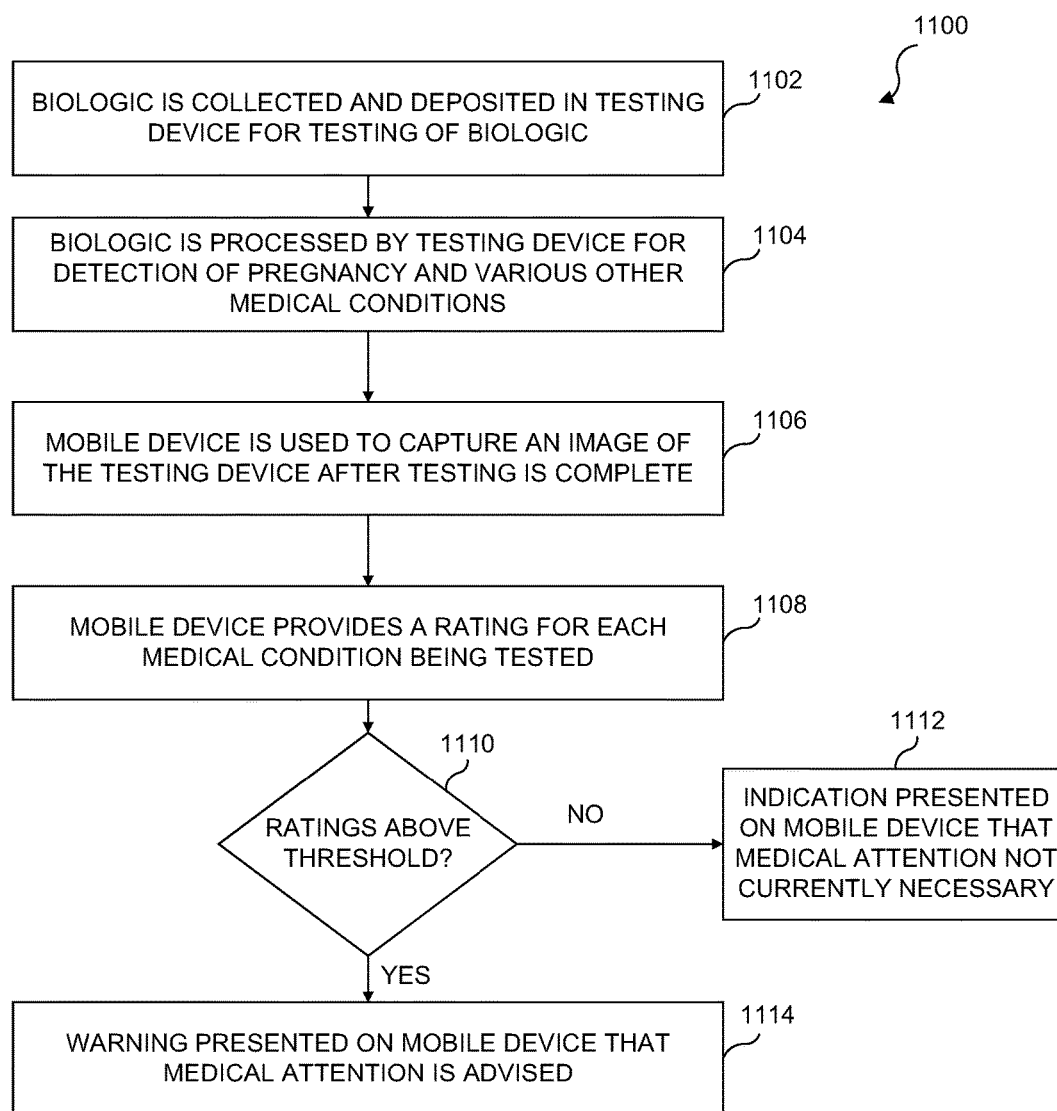 1100
BIOLOGIC IS COLLECTED AND DEPOSITED IN TESTING
DEVICE FOR TESTING OF BIOLOGIC
1102
BIOLOGIC IS PROCESSED BY TESTING DEVICE FOR
DETECTION OF PREGNANCY AND VARIOUS OTHER
MEDICAL CONDITIONS
1104
MOBILE DEVICE IS USED TO CAPTURE AN IMAGE OF
THE TESTING DEVICE AFTER TESTING IS COMPLETE
1106
MOBILE DEVICE PROVIDES A RATING FOR EACH
MEDICAL CONDITION BEING TESTED
1108
RATINGS ABOVE
THRESHOLD?
1110
NO
1112
INDICATION PRESENTED
ON MOBILE DEVICE THAT
MEDICAL ATTENTION NOT
CURRENTLY NECESSARY
YES
WARNING PRESENTED ON MOBILE DEVICE THAT
MEDICAL ATTENTION IS ADVISED
1114